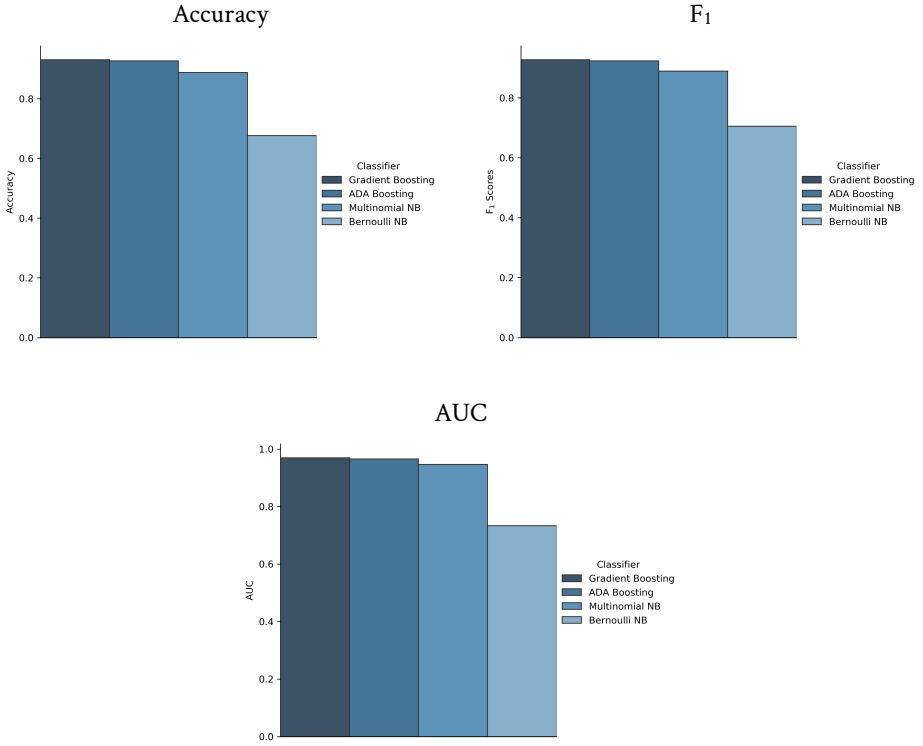 Accuracy
0.8
0.6
0.4
0.2
0.0
Accuracy
Classifier
Gradient Boosting
ADA Boosting
Multinomial NB
Bernoulli NB
F₁
0.8
0.6
0.4
0.2
0.0
F₁ Scores
Classifier
Gradient Boosting
ADA Boosting
Multinomial NB
Bernoulli NB
AUC
1.0
0.8
0.6
0.4
0.2
0.0
AUC
Classifier
Gradient Boosting
ADA Boosting
Multinomial NB
Bernoulli NB